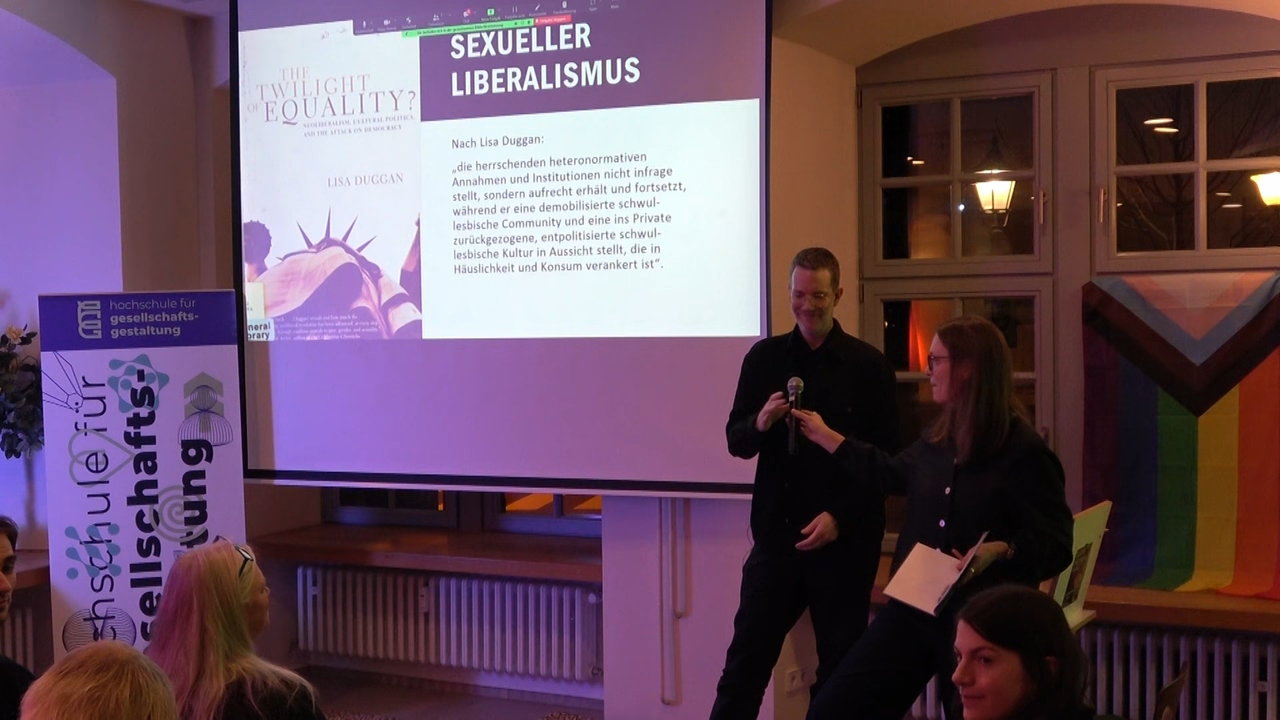 SEXUELLER
LIBERALISMUS
THE
TWILIGHT
OF EQUALITY?
NEOLIBERALISM, CULTURAL POLITICS,
AND THE ATTACK ON DEMOCRACY
LISA DUGGAN
Nach Lisa Duggan:
„die herrschenden heteronormativen
Annahmen und Institutionen nicht infrage
stellt, sondern aufrecht erhält und fortsetzt,
während er eine demobilisierte schwul-
lesbische Community und eine ins Private
zurückgezogene, entpolitisierte schwul-
lesbische Kultur in Aussicht stellt, die in
Häuslichkeit und Konsum verankert ist“.
hochschule für
gesellschafts-
gestaltung
chschule für
sellschafts-
tung